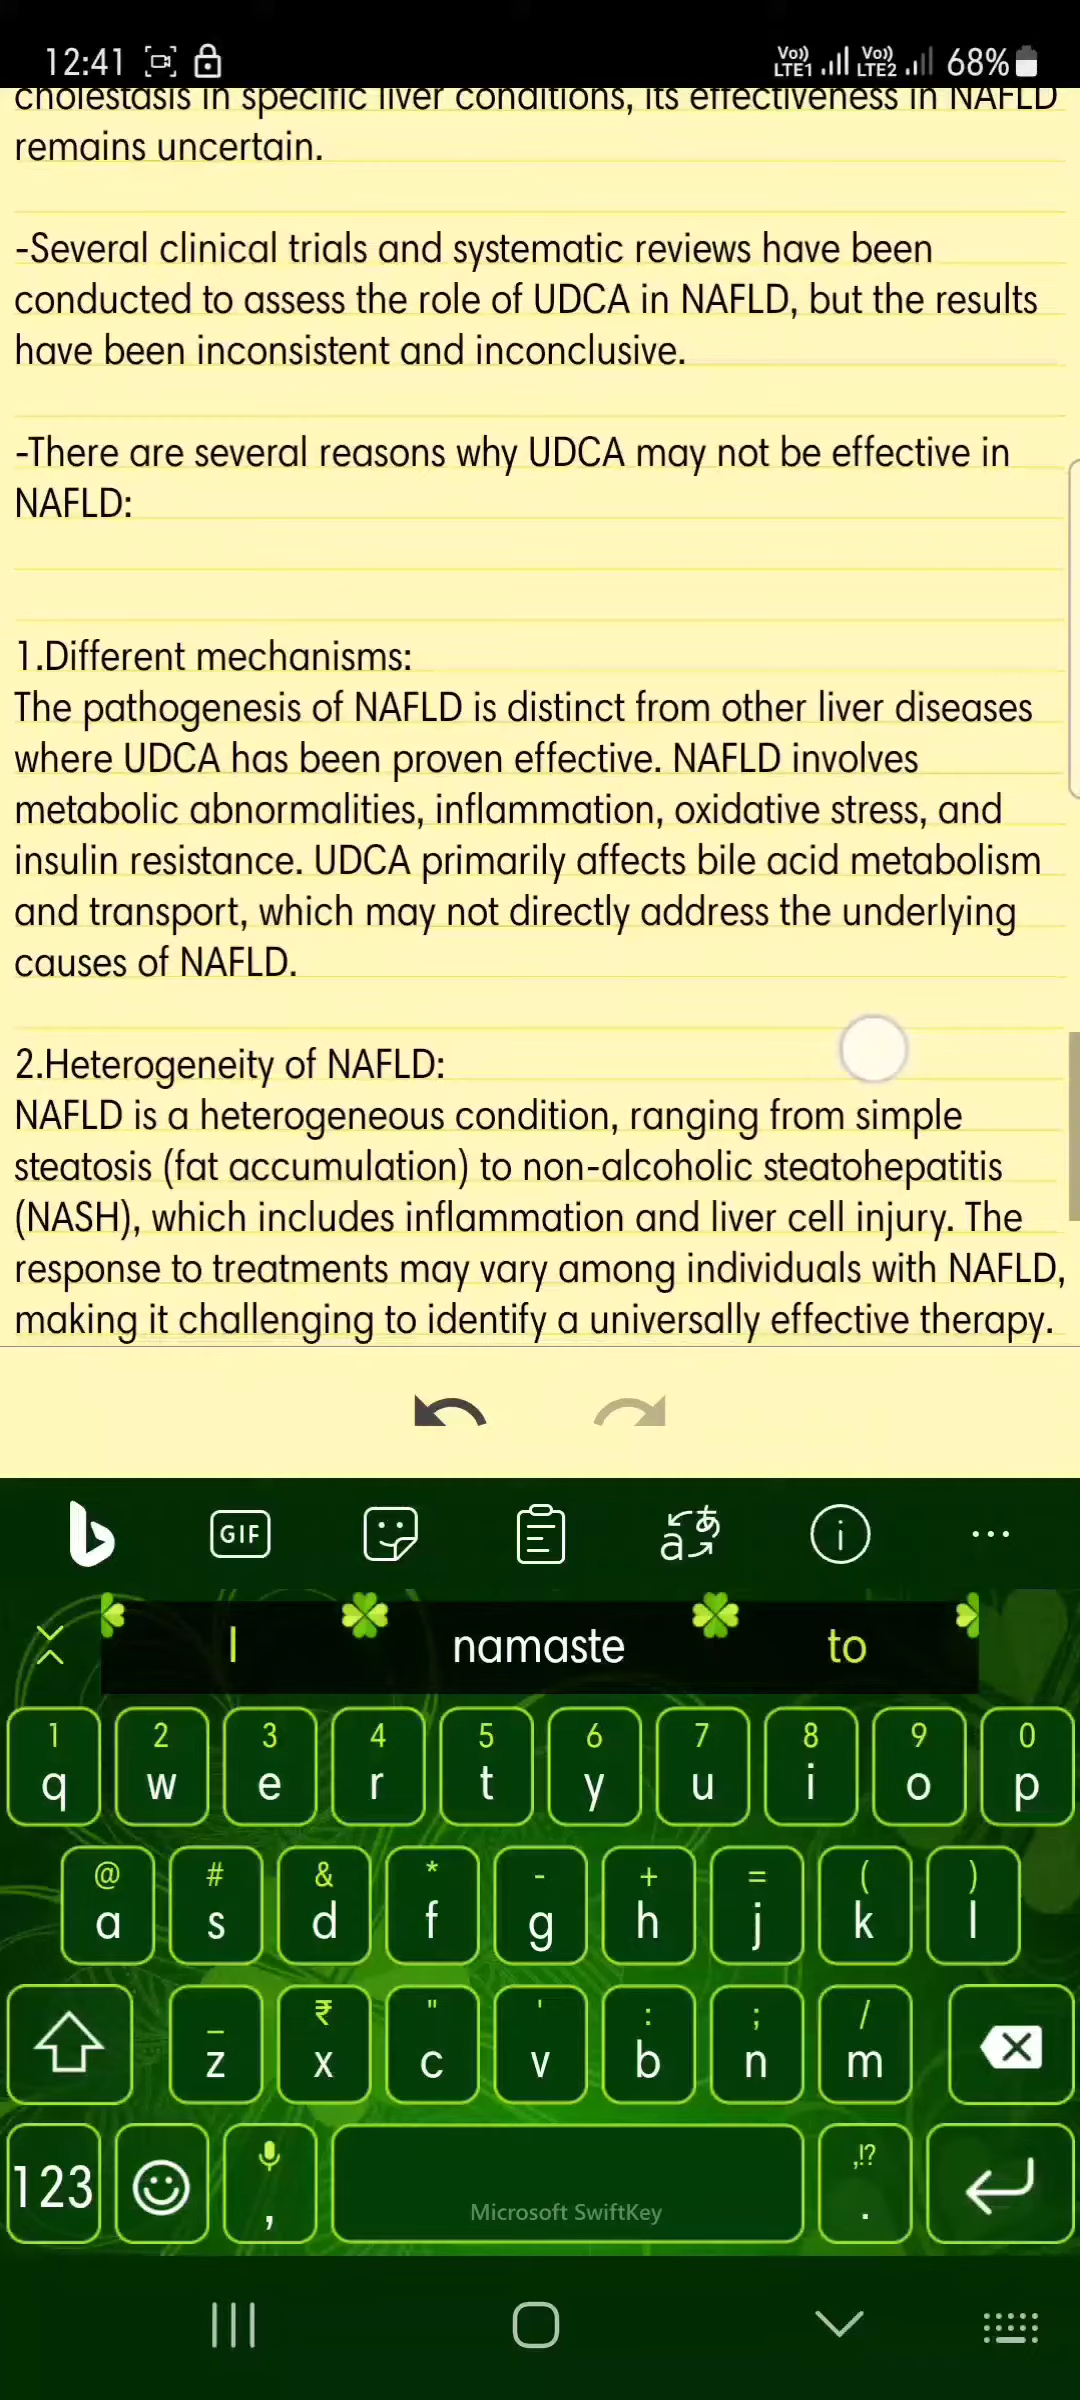 12:41 Vo)) LTE1 Vo)) LTE2 68%
cholestasis in specific liver conditions, its effectiveness in NAFLD
remains uncertain.
-Several clinical trials and systematic reviews have been
conducted to assess the role of UDCA in NAFLD, but the results
have been inconsistent and inconclusive.
-There are several reasons why UDCA may not be effective in
NAFLD:
1.Different mechanisms:
The pathogenesis of NAFLD is distinct from other liver diseases
where UDCA has been proven effective. NAFLD involves
metabolic abnormalities, inflammation, oxidative stress, and
insulin resistance. UDCA primarily affects bile acid metabolism
and transport, which may not directly address the underlying
causes of NAFLD.
2.Heterogeneity of NAFLD:
NAFLD is a heterogeneous condition, ranging from simple
steatosis (fat accumulation) to non-alcoholic steatohepatitis
(NASH), which includes inflammation and liver cell injury. The
response to treatments may vary among individuals with NAFLD,
making it challenging to identify a universally effective therapy.
GIF aあ i ...
I namaste to
1 2 3 4 5 6 7 8 9 0
q w e r t y u i o p
@ # & * - + = ( )
a s d f g h j k l
_ ₹ " ' : ; /
z x c v b n m
123 , Microsoft SwiftKey ,!? .